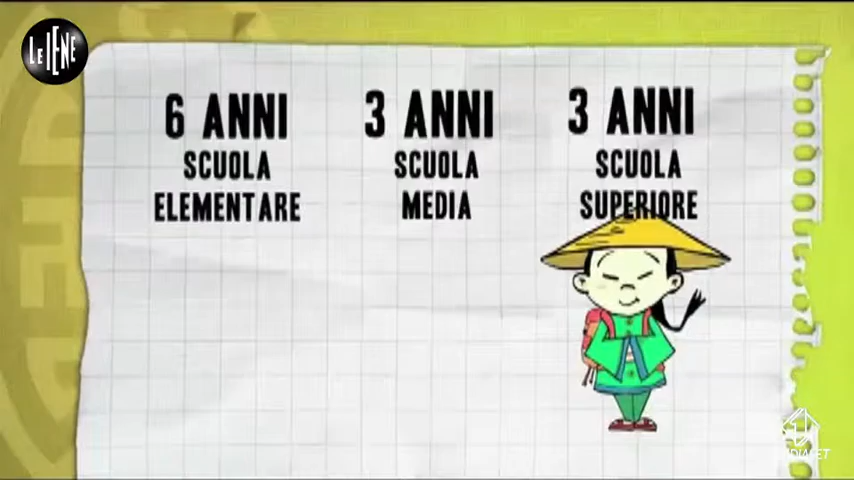 LE IENE
6 ANNI
SCUOLA
ELEMENTARE
3 ANNI
SCUOLA
MEDIA
3 ANNI
SCUOLA
SUPERIORE